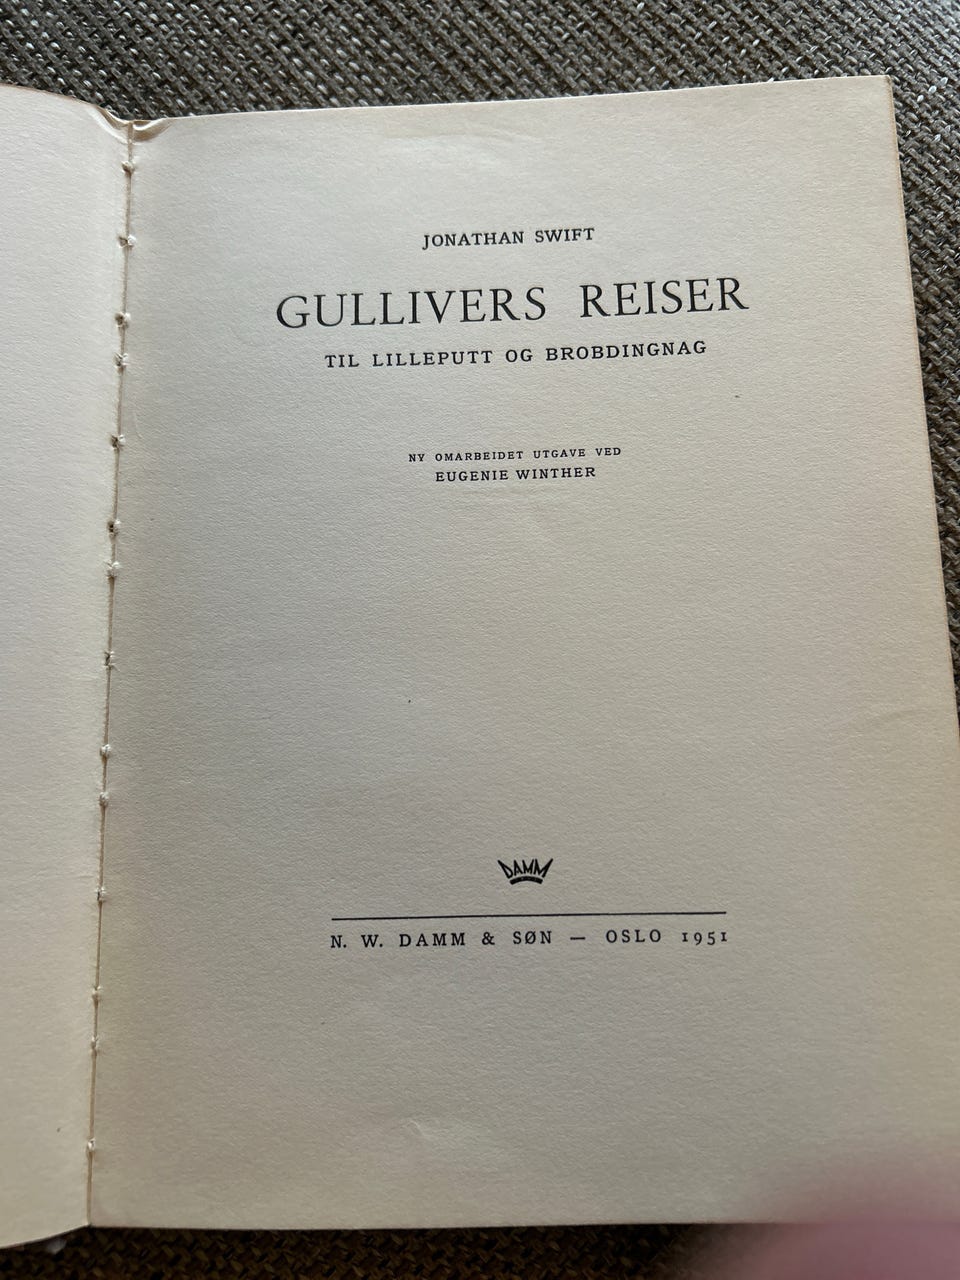 JONATHAN SWIFT
GULLIVERS REISER
TIL LILLEPUTT OG BROBDINGNAG
NY OMARBEIDET UTGAVE VED
EUGENIE WINTHER
DAMM
N. W. DAMM & SØN — OSLO 1951